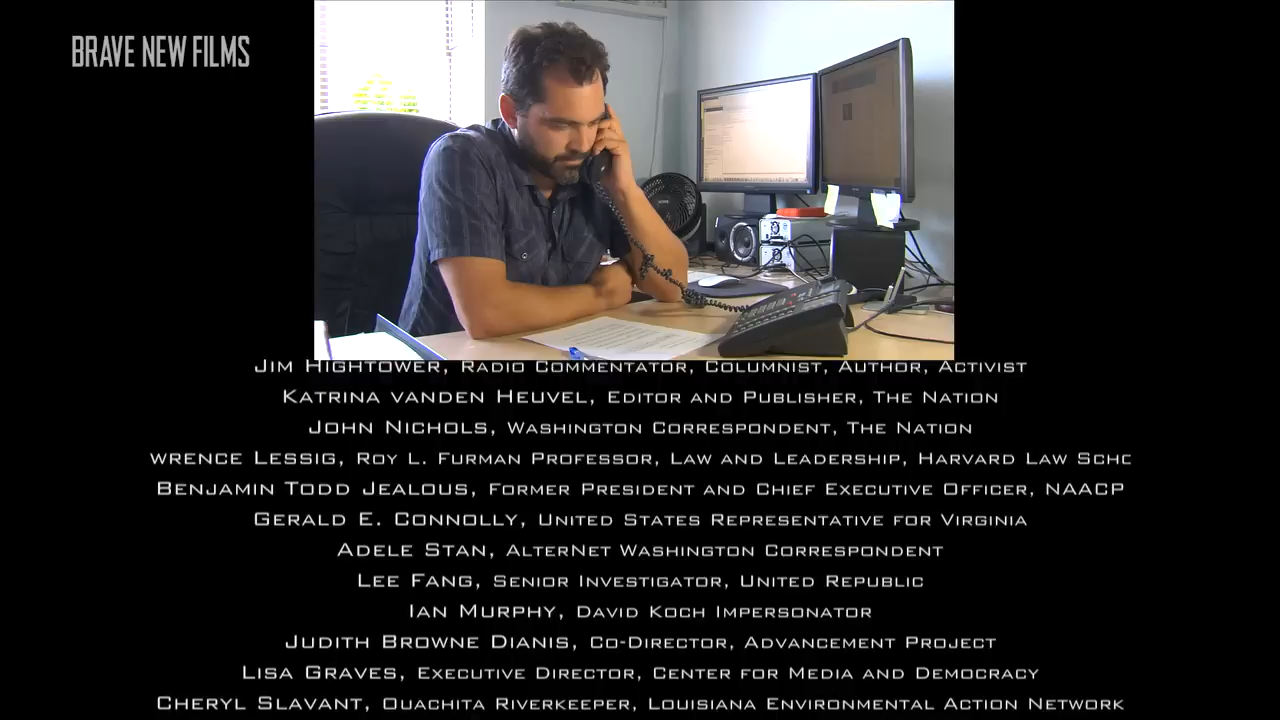 BRAVE NEW FILMS
JIM HIGHTOWER, RADIO COMMENTATOR, COLUMNIST, AUTHOR, ACTIVIST
KATRINA VANDEN HEUVEL, EDITOR AND PUBLISHER, THE NATION
JOHN NICHOLS, WASHINGTON CORRESPONDENT, THE NATION
WRENCE LESSIG, ROY L. FURMAN PROFESSOR, LAW AND LEADERSHIP, HARVARD LAW SCHO
BENJAMIN TODD JEALOUS, FORMER PRESIDENT AND CHIEF EXECUTIVE OFFICER, NAACP
GERALD E. CONNOLLY, UNITED STATES REPRESENTATIVE FOR VIRGINIA
ADELE STAN, ALTERNET WASHINGTON CORRESPONDENT
LEE FANG, SENIOR INVESTIGATOR, UNITED REPUBLIC
IAN MURPHY, DAVID KOCH IMPERSONATOR
JUDITH BROWNE DIANIS, CO-DIRECTOR, ADVANCEMENT PROJECT
LISA GRAVES, EXECUTIVE DIRECTOR, CENTER FOR MEDIA AND DEMOCRACY
CHERYL SLAVANT, OUACHITA RIVERKEEPER, LOUISIANA ENVIRONMENTAL ACTION NETWORK